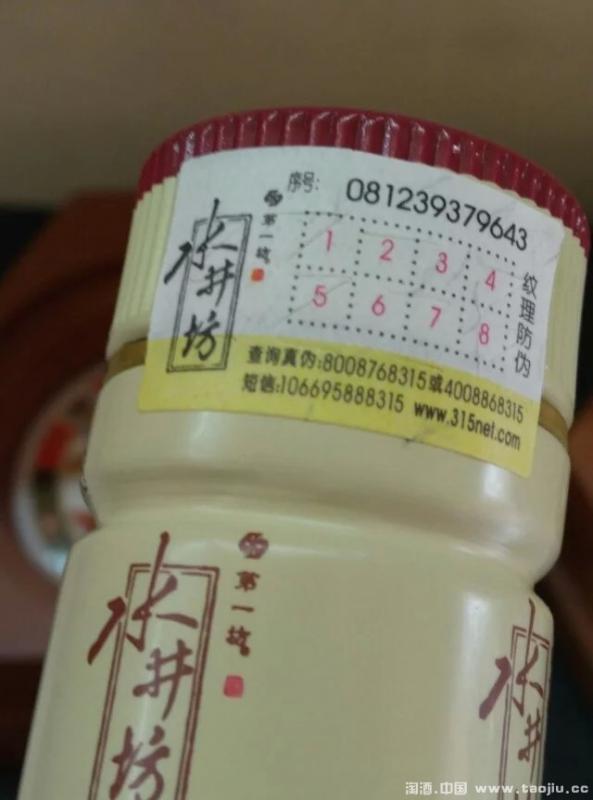 序号: 081239379643
水井坊
第一坊
1 2 3 4
5 6 7 8
纹理防伪
查询真伪:8008768315或4008868315
短信:106695888315 www.315net.com
水井坊
第一坊
水井
淘酒.中国 www.taojiu.cc